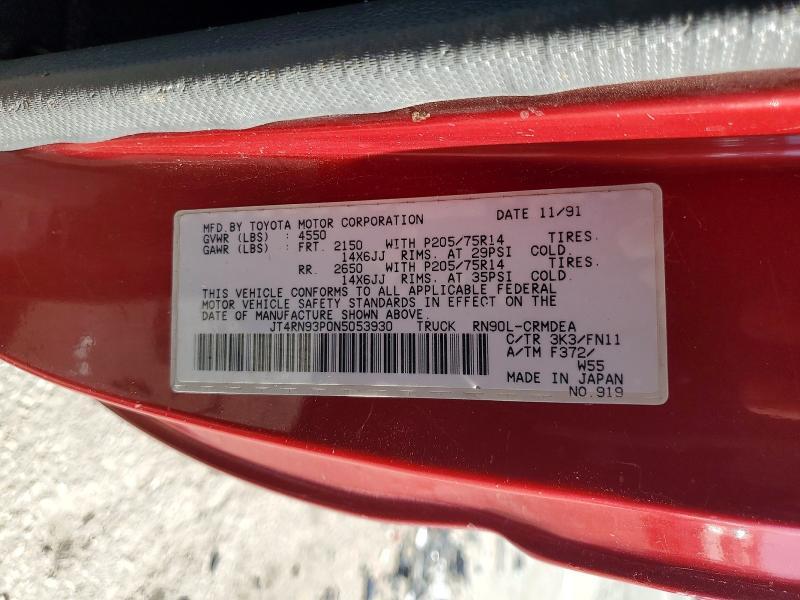 MFD.BY TOYOTA MOTOR CORPORATION DATE 11/91
GVWR (LBS) : 4550
GAWR (LBS) : FRT. 2150 WITH P205/75R14 TIRES.
14X6JJ RIMS. AT 29PSI COLD.
RR. 2650 WITH P205/75R14 TIRES.
14X6JJ RIMS. AT 35PSI COLD.
THIS VEHICLE CONFORMS TO ALL APPLICABLE FEDERAL
MOTOR VEHICLE SAFETY STANDARDS IN EFFECT ON THE
DATE OF MANUFACTURE SHOWN ABOVE.
JT4RN93P0N5053930 TRUCK RN90L-CRMDEA
C/TR 3K3/FN11
A/TM F372/
W55
MADE IN JAPAN
NO.919